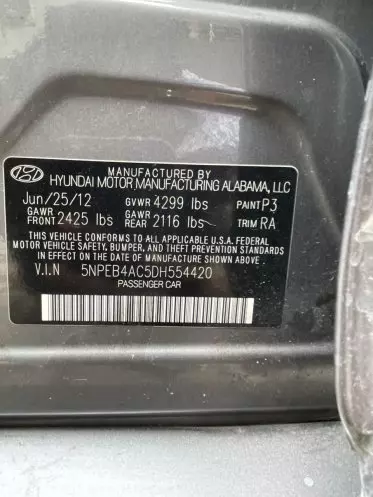 MANUFACTURED BY
HYUNDAI MOTOR MANUFACTURING ALABAMA, LLC
Jun/25/12 GVWR 4299 lbs PAINT P3
GAWR FRONT 2425 lbs GAWR REAR 2116 lbs TRIM RA
THIS VEHICLE CONFORMS TO ALL APPLICABLE U.S.A. FEDERAL
MOTOR VEHICLE SAFETY, BUMPER, AND THEFT PREVENTION STANDARDS
IN EFFECT ON THE DATE OF MANUFACTURE SHOWN ABOVE.
V.I.N 5NPEB4AC5DH554420
PASSENGER CAR